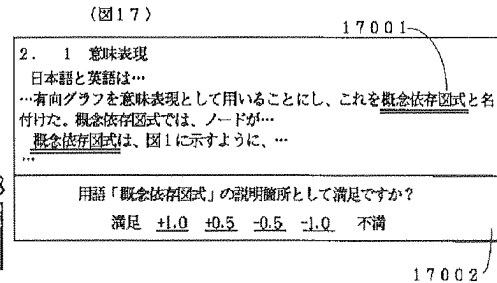 (図17)
17001
2. 1 意味表現
日本語と英語は…
…有向グラフを意味表現として用いることにし、これを概念依存図式と名
付けた。概念依存図式では、ノードが…
概念依存図式は、図1に示すように、…
…
用語「概念依存図式」の説明箇所として満足ですか?
満足 +1.0 +0.5 -0.5 -1.0 不満
17002